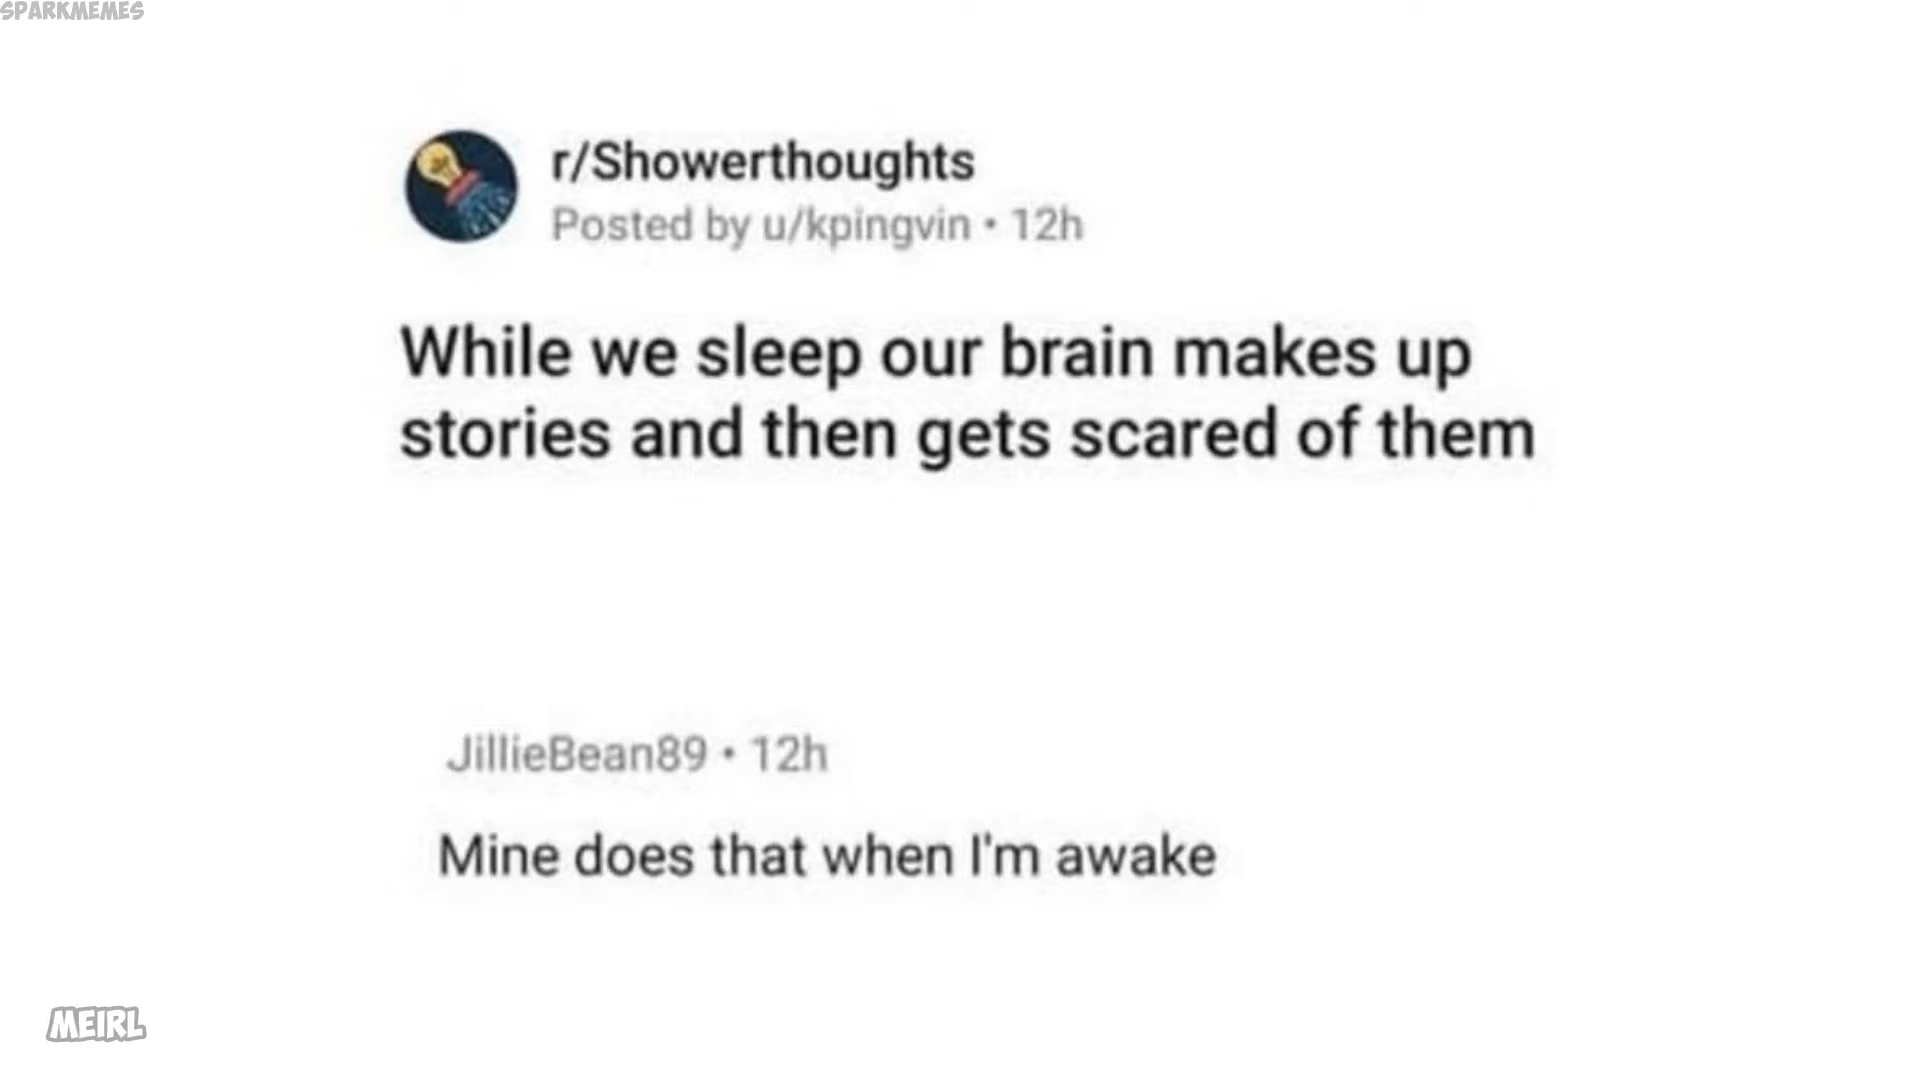 SPARKMEMES
r/Showerthoughts
Posted by u/kpingvin • 12h
While we sleep our brain makes up
stories and then gets scared of them
JillieBean89 • 12h
Mine does that when I'm awake
MEIRL